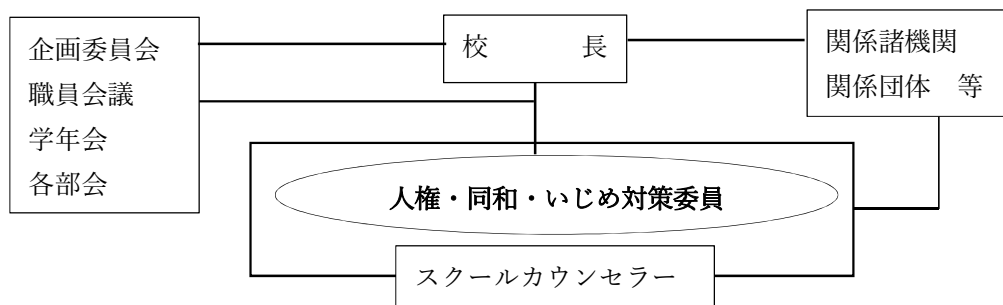 企画委員会
職員会議
学年会
各部会
校　　　長
関係諸機関
関係団体　等
人権・同和・いじめ対策委員
スクールカウンセラー